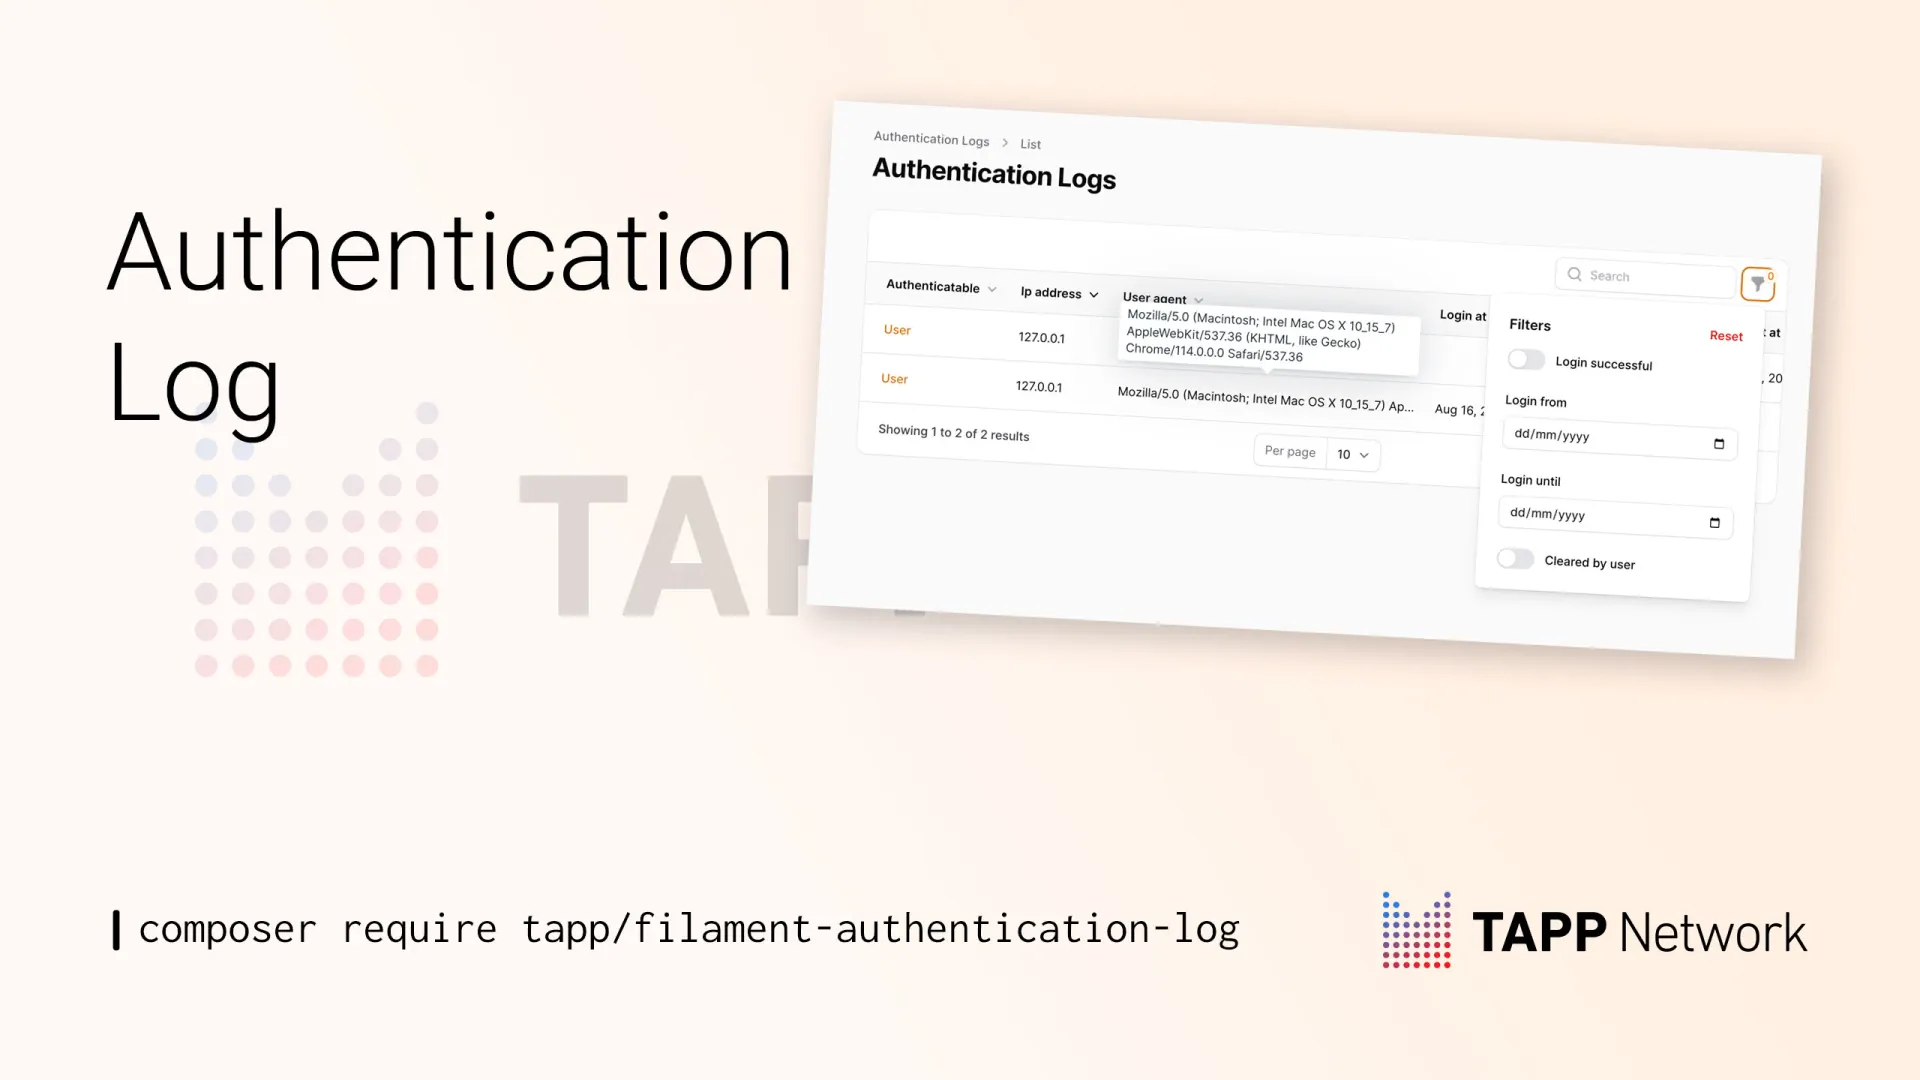 Authentication
Log
TAPP
Authentication Logs > List
Authentication Logs
Search
0
Authenticatable
Ip address
User agent
Login at
t at
User
127.0.0.1
Mozilla/5.0 (Macintosh; Intel Mac OS X 10_15_7)
AppleWebKit/537.36 (KHTML, like Gecko)
Chrome/114.0.0.0 Safari/537.36
, 20
User
127.0.0.1
Mozilla/5.0 (Macintosh; Intel Mac OS X 10_15_7) Ap...
Aug 16, 2
Showing 1 to 2 of 2 results
Per page 10
Filters
Reset
Login successful
Login from
dd/mm/yyyy
Login until
dd/mm/yyyy
Cleared by user
composer require tapp/filament-authentication-log
TAPP Network